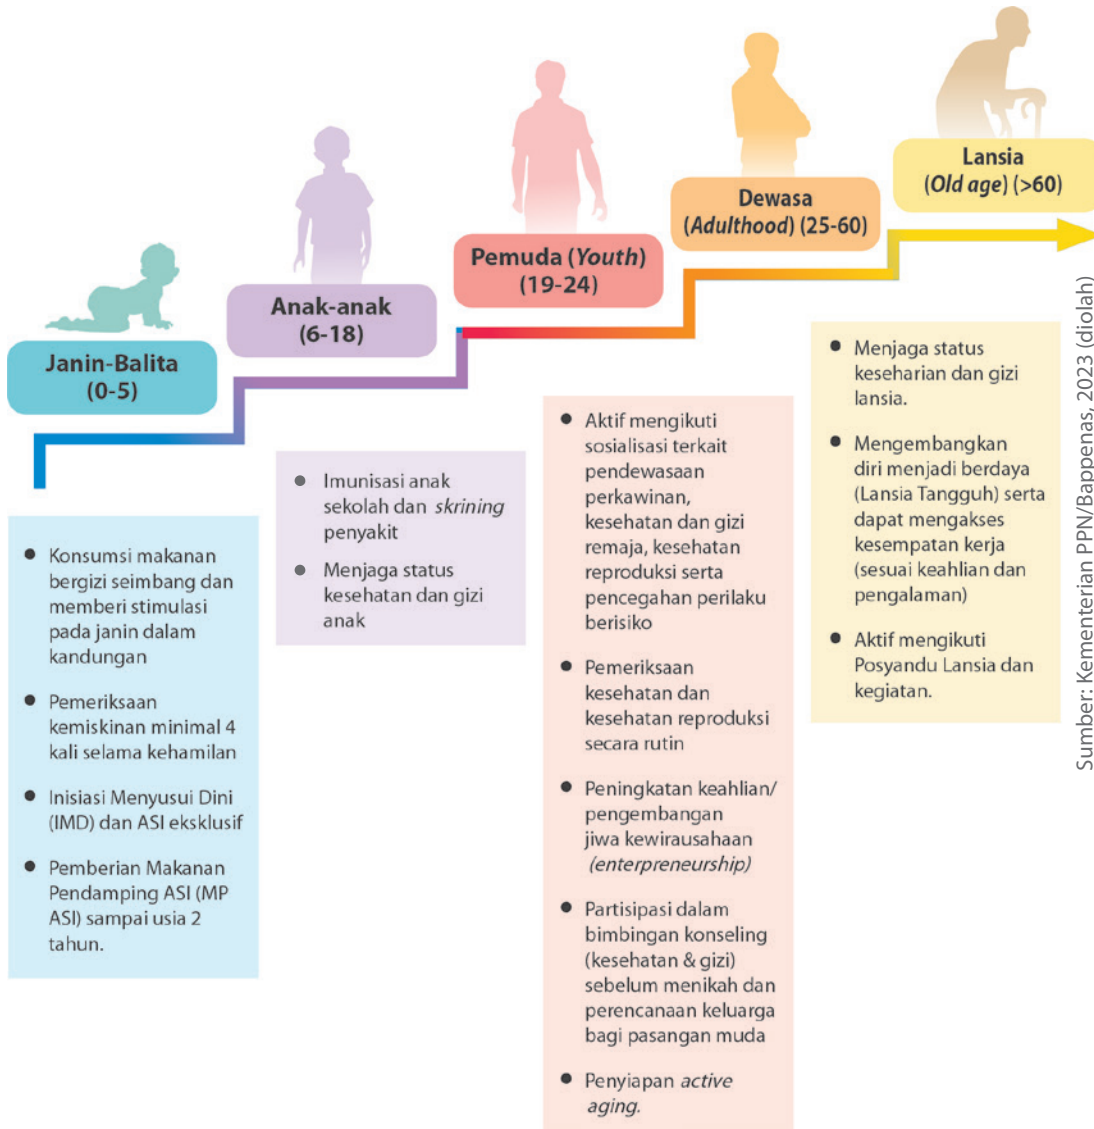 Janin-Balita
(0-5)
Anak-anak
(6-18)
Pemuda (Youth)
(19-24)
Dewasa
(Adulthood) (25-60)
Lansia
(Old age) (>60)
Konsumsi makanan
bergizi seimbang dan
memberi stimulasi
pada janin dalam
kandungan
Pemeriksaan
kemiskinan minimal 4
kali selama kehamilan
Inisiasi Menyusui Dini
(IMD) dan ASI eksklusif
Pemberian Makanan
Pendamping ASI (MP
ASI) sampai usia 2
tahun.
Imunisasi anak
sekolah dan skrining
penyakit
Menjaga status
kesehatan dan gizi
anak
Aktif mengikuti
sosialisasi terkait
pendewasaan
perkawinan,
kesehatan dan gizi
remaja, kesehatan
reproduksi serta
pencegahan perilaku
berisiko
Pemeriksaan
kesehatan dan
kesehatan reproduksi
secara rutin
Peningkatan keahlian/
pengembangan
jiwa kewirausahaan
(enterpreneurship)
Partisipasi dalam
bimbingan konseling
(kesehatan & gizi)
sebelum menikah dan
perencanaan keluarga
bagi pasangan muda
Penyiapan active
aging.
Menjaga status
keseharian dan gizi
lansia.
Mengembangkan
diri menjadi berdaya
(Lansia Tangguh) serta
dapat mengakses
kesempatan kerja
(sesuai keahlian dan
pengalaman)
Aktif mengikuti
Posyandu Lansia dan
kegiatan.
Sumber: Kementerian PPN/Bappenas, 2023 (diolah)